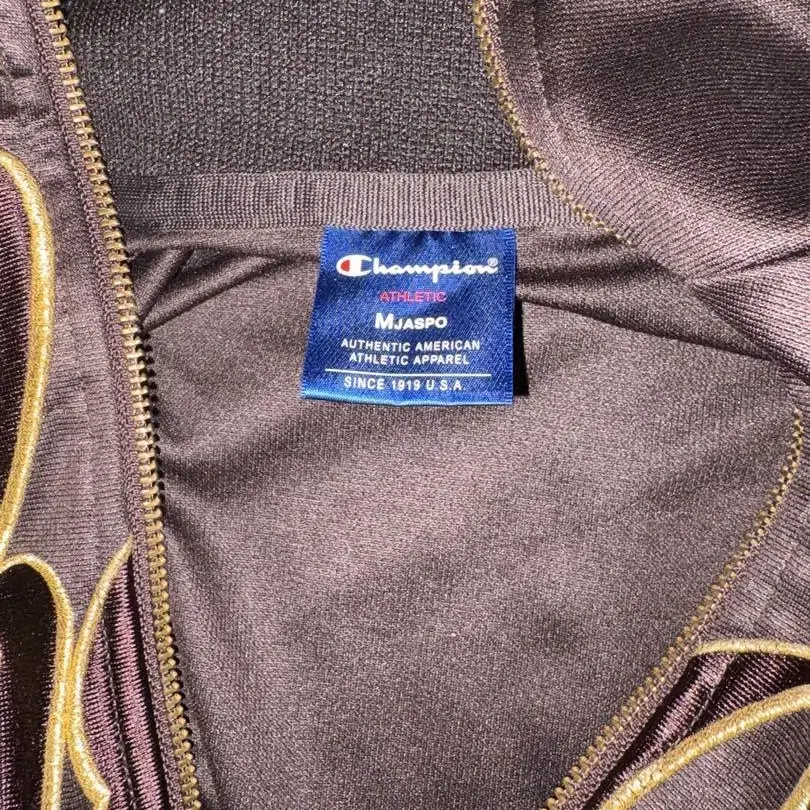 Champion®
ATHLETIC
MJASPO
AUTHENTIC AMERICAN
ATHLETIC APPAREL
SINCE 1919 U.S.A.